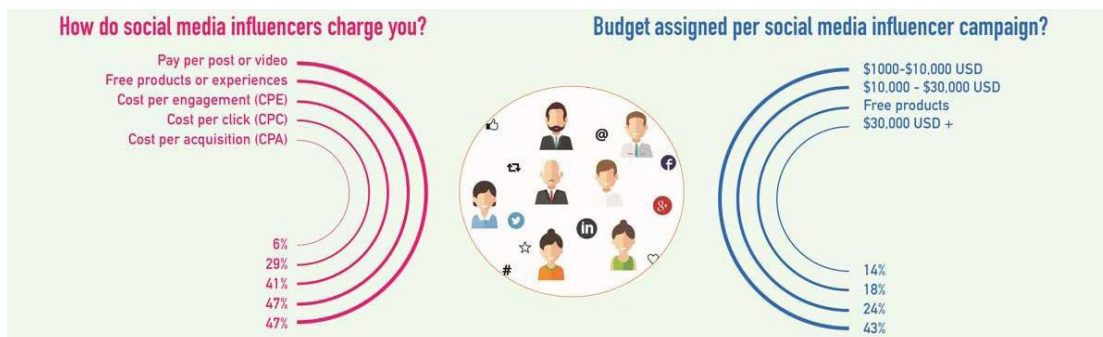 How do social media influencers charge you?
Pay per post or video
Free products or experiences
Cost per engagement (CPE)
Cost per click (CPC)
Cost per acquisition (CPA)
6%
29%
41%
47%
47%
@
f
8+
in
#
Budget assigned per social media influencer campaign?
$1000-$10,000 USD
$10,000 - $30,000 USD
Free products
$30,000 USD +
14%
18%
24%
43%